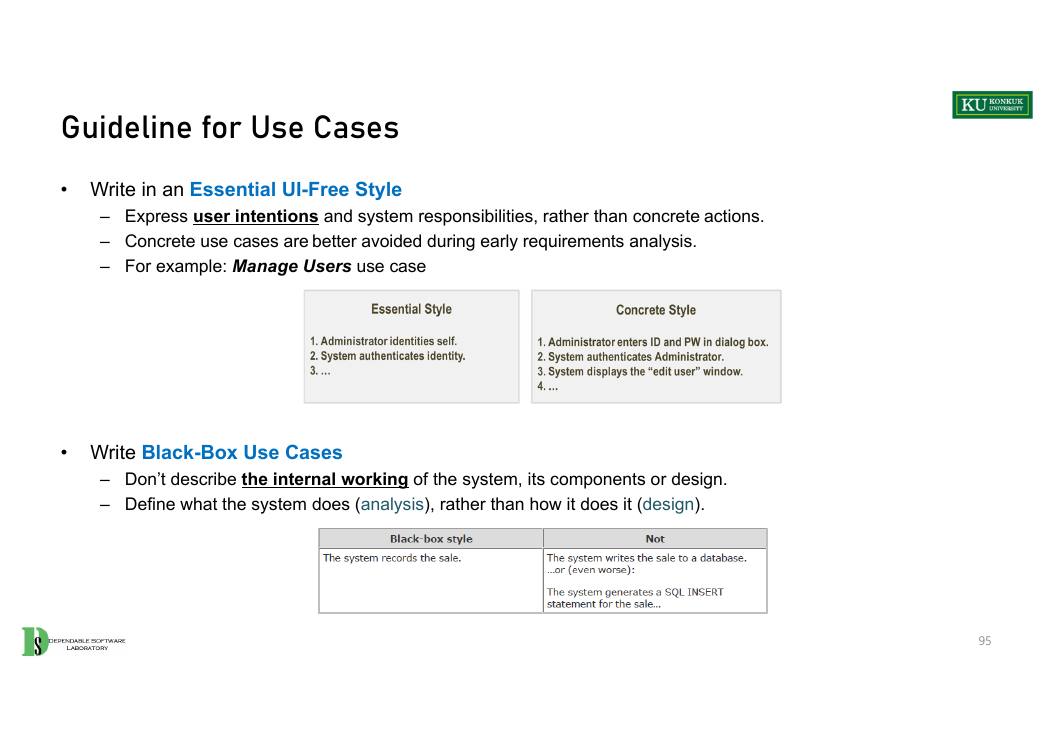 KU KONKUK UNIVERSITY
Guideline for Use Cases
• Write in an Essential UI-Free Style
– Express user intentions and system responsibilities, rather than concrete actions.
– Concrete use cases are better avoided during early requirements analysis.
– For example: Manage Users use case
Essential Style
1. Administrator identities self.
2. System authenticates identity.
3. ...
Concrete Style
1. Administrator enters ID and PW in dialog box.
2. System authenticates Administrator.
3. System displays the “edit user” window.
4. ...
• Write Black-Box Use Cases
– Don’t describe the internal working of the system, its components or design.
– Define what the system does (analysis), rather than how it does it (design).
Black-box style
Not
The system records the sale.
The system writes the sale to a database.
...or (even worse):
The system generates a SQL INSERT
statement for the sale...
DS DEPENDABLE SOFTWARE
LABORATORY
95